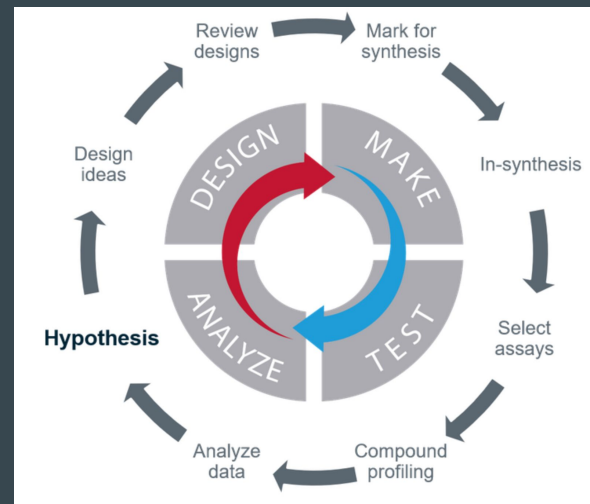 Review
designs
Mark for
synthesis
Design
ideas
DESIGN
MAKE
In-synthesis
Hypothesis
ANALYZE
TEST
Select
assays
Analyze
data
Compound
profiling